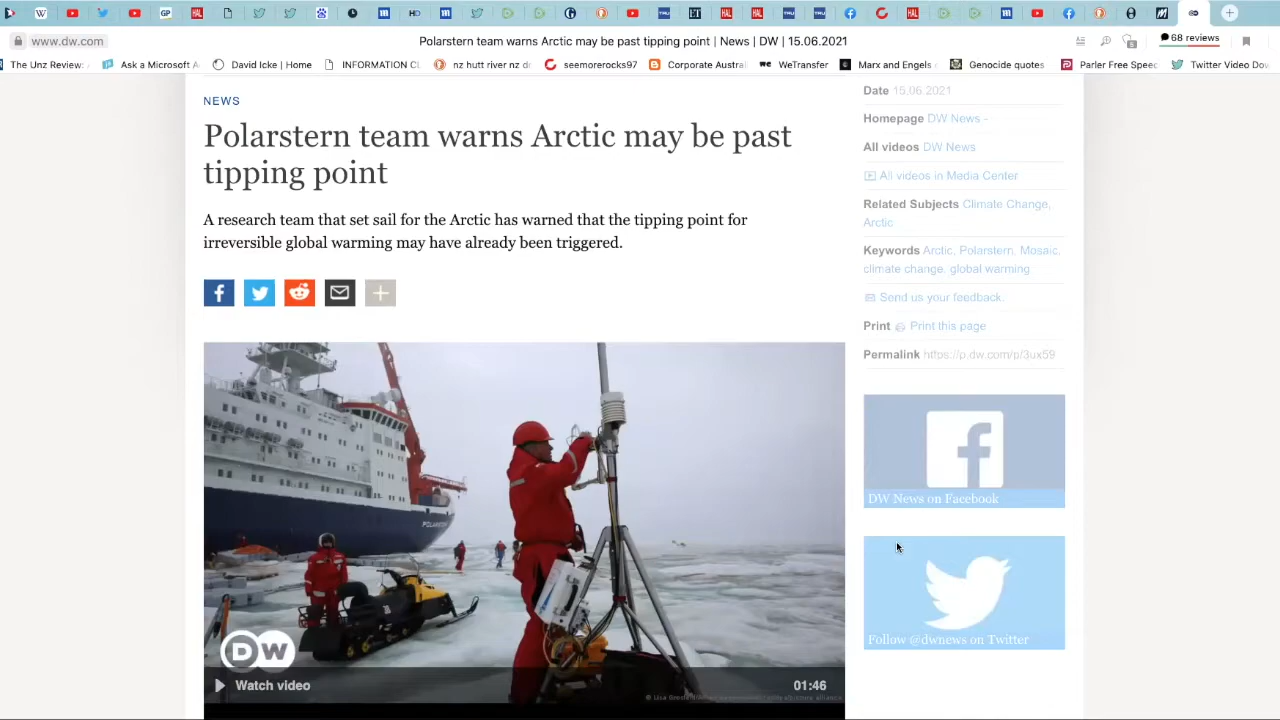 www.dw.com
Polarstern team warns Arctic may be past tipping point | News | DW | 15.06.2021
68 reviews
The Unz Review:
Ask a Microsoft A
David Icke | Home
INFORMATION CL
nz hutt river nz dr
seemorerocks97
Corporate Austral
WeTransfer
Marx and Engels
Genocide quotes
Parler Free Speec
Twitter Video Dov
NEWS
Polarstern team warns Arctic may be past
tipping point
A research team that set sail for the Arctic has warned that the tipping point for
irreversible global warming may have already been triggered.
POLARSTERN
DW
Watch video
01:46
Date 15.06.2021
Homepage DW News -
All videos DW News
All videos in Media Center
Related Subjects Climate Change,
Arctic
Keywords Arctic, Polarstern, Mosaic,
climate change, global warming
Send us your feedback.
Print Print this page
Permalink https://p.dw.com/p/3ux59
DW News on Facebook
Follow @dwnews on Twitter